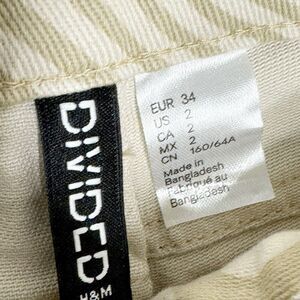 DIVIDED
H&M
EUR 34
US 2
CA 2
MX 2
CN 160/64A
Made in
Bangladesh
Fabriqué au
Bangladesh